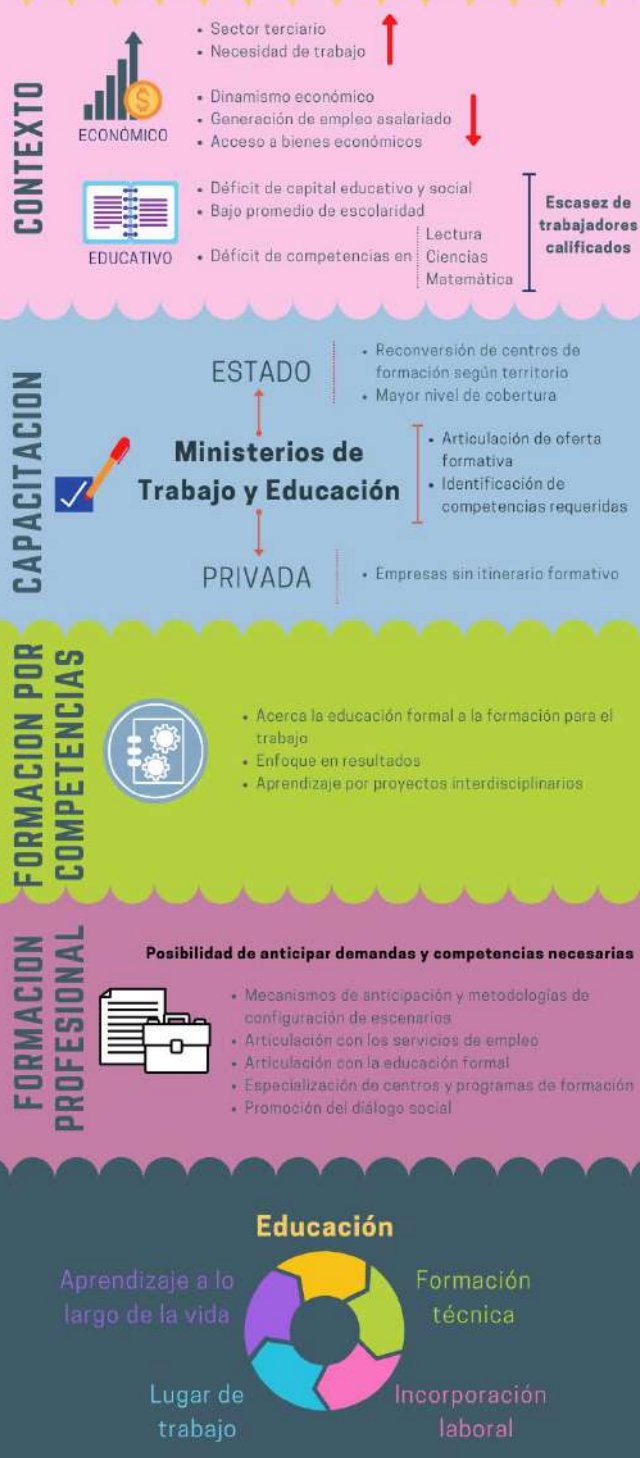 CONTEXTO
ECONÓMICO
• Sector terciario
• Necesidad de trabajo
• Dinamismo económico
• Generación de empleo asalariado
• Acceso a bienes económicos
EDUCATIVO
• Déficit de capital educativo y social
• Bajo promedio de escolaridad
• Déficit de competencias en
Lectura
Ciencias
Matemática
Escasez de
trabajadores
calificados
CAPACITACION
ESTADO
• Reconversión de centros de
formación según territorio
• Mayor nivel de cobertura
Ministerios de
Trabajo y Educación
• Articulación de oferta
formativa
• Identificación de
competencias requeridas
PRIVADA
• Empresas sin itinerario formativo
FORMACION POR
COMPETENCIAS
• Acerca la educación formal a la formación para el
trabajo
• Enfoque en resultados
• Aprendizaje por proyectos interdisciplinarios
FORMACION
PROFESIONAL
Posibilidad de anticipar demandas y competencias necesarias
• Mecanismos de anticipación y metodologías de
configuración de escenarios
• Articulación con los servicios de empleo
• Articulación con la educación formal
• Especialización de centros y programas de formación
• Promoción del diálogo social
Educación
Aprendizaje a lo
largo de la vida
Formación
técnica
Lugar de
trabajo
Incorporación
laboral